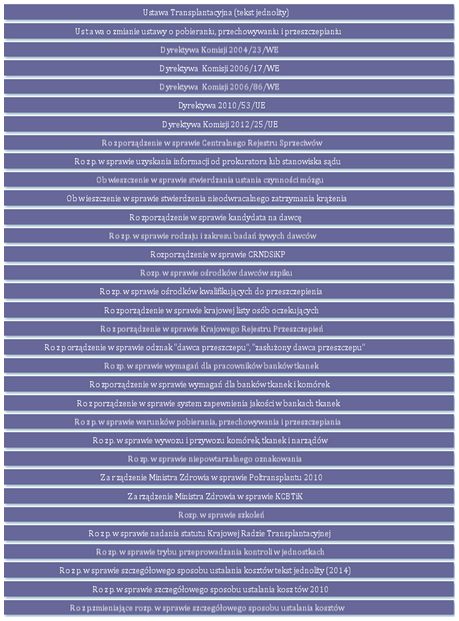 Ustawa Transplantacyjna (tekst jednolity)
Ustawa o zmianie ustawy o pobieraniu, przechowywaniu i przeszczepianiu
Dyrektywa Komisji 2004/23/WE
Dyrektywa Komisji 2006/17/WE
Dyrektywa Komisji 2006/86/WE
Dyrektywa 2010/53/UE
Dyrektywa Komisji 2012/25/UE
Rozporządzenie w sprawie Centralnego Rejestru Sprzeciwów
Rozp. w sprawie uzyskania informacji od prokuratora lub stanowiska sądu
Obwieszczenie w sprawie stwierdzania ustania czynności mózgu
Obwieszczenie w sprawie stwierdzenia nieodwracalnego zatrzymania krążenia
Rozporządzenie w sprawie kandydata na dawcę
Rozp. w sprawie rodzaju i zakresu badań żywych dawców
Rozporządzenie w sprawie CRNDSiKP
Rozp. w sprawie ośrodków dawców szpiku
Rozp. w sprawie ośrodków kwalifikujących do przeszczepienia
Rozporządzenie w sprawie krajowej listy osób oczekujących
Rozporządzenie w sprawie Krajowego Rejestru Przeszczepień
Rozporządzenie w sprawie odznak "dawca przeszczepu", "zasłużony dawca przeszczepu"
Rozp. w sprawie wymagań dla pracowników banków tkanek
Rozporządzenie w sprawie wymagań dla banków tkanek i komórek
Rozporządzenie w sprawie system zapewnienia jakości w bankach tkanek
Rozp. w sprawie warunków pobierania, przechowywania i przeszczepiania
Rozp. w sprawie wywozu i przywozu komórek, tkanek i narządów
Rozp. w sprawie niepowtarzalnego oznakowania
Zarządzenie Ministra Zdrowia w sprawie Poltransplantu 2010
Zarządzenie Ministra Zdrowia w sprawie KCBTiK
Rozp. w sprawie szkoleń
Rozp. w sprawie nadania statutu Krajowej Radzie Transplantacyjnej
Rozp. w sprawie trybu przeprowadzania kontroli w jednostkach
Rozp. w sprawie szczegółowego sposobu ustalania kosztów tekst jednolity (2014)
Rozp. w sprawie szczegółowego sposobu ustalania kosztów 2010
Rozp zmieniające rozp. w sprawie szczegółowego sposobu ustalania kosztów